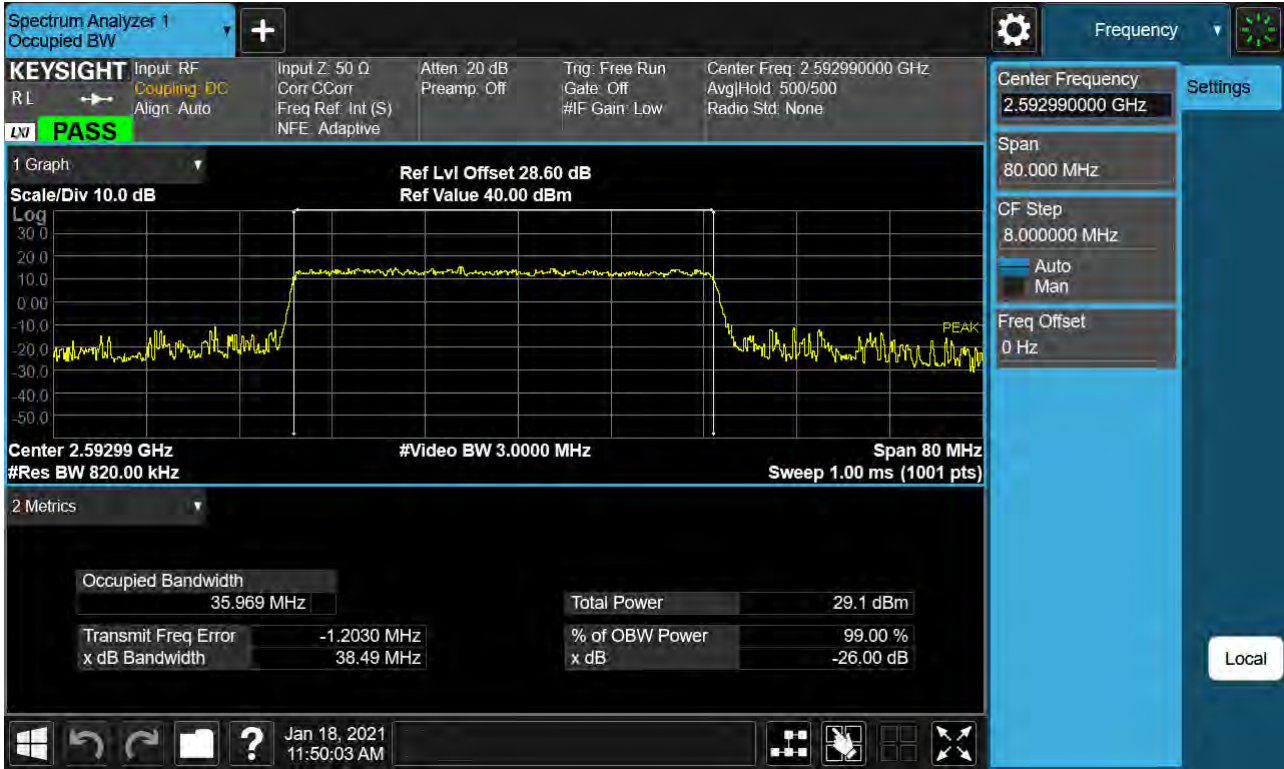 Spectrum Analyzer 1
Occupied BW
+
Frequency
KEYSIGHT
Input: RF
Coupling: DC
Align: Auto
Input Z: 50 Ω
Corr CCorr
Freq Ref: Int (S)
NFE: Adaptive
Atten: 20 dB
Preamp: Off
Trig: Free Run
Gate: Off
#IF Gain: Low
Center Freq: 2.592990000 GHz
Avg|Hold: 500/500
Radio Std: None
R L
LXI
PASS
Center Frequency
2.592990000 GHz
Settings
Span
80.000 MHz
CF Step
8.000000 MHz
Auto
Man
Freq Offset
0 Hz
Local
1 Graph
Scale/Div 10.0 dB
Ref Lvl Offset 28.60 dB
Ref Value 40.00 dBm
Log
30.0
20.0
10.0
0.00
-10.0
-20.0
-30.0
-40.0
-50.0
PEAK
Center 2.59299 GHz
#Video BW 3.0000 MHz
Span 80 MHz
#Res BW 820.00 kHz
Sweep 1.00 ms (1001 pts)
2 Metrics
Occupied Bandwidth
35.969 MHz
Total Power 29.1 dBm
Transmit Freq Error -1.2030 MHz
% of OBW Power 99.00 %
x dB Bandwidth 38.49 MHz
x dB -26.00 dB
?
Jan 18, 2021
11:50:03 AM